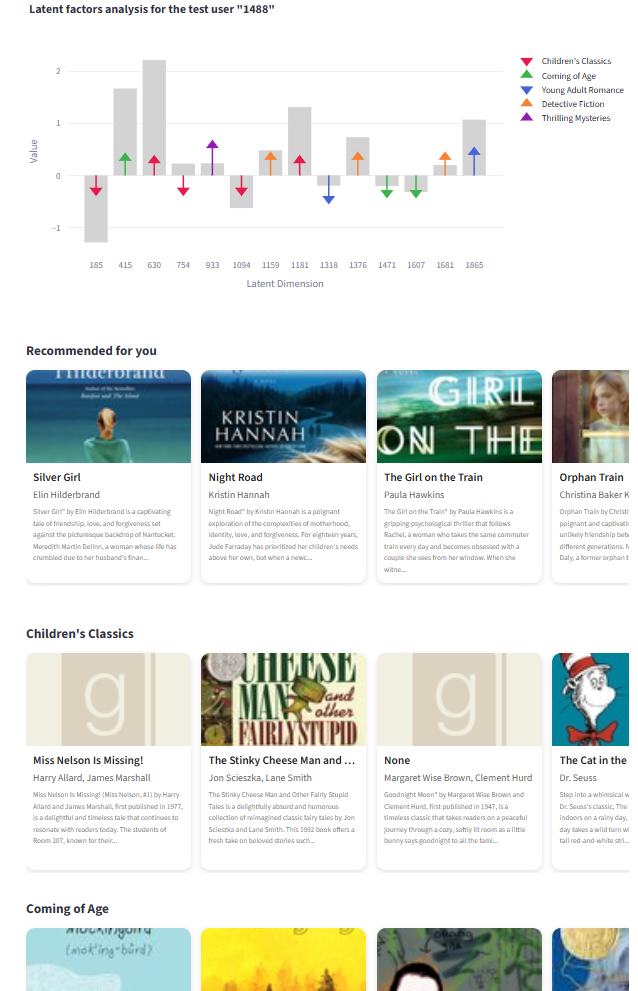 Latent factors analysis for the test user "1488"
2
1
0
−1
Value
185 415 630 754 933 1094 1159 1181 1318 1376 1471 1607 1681 1865
Latent Dimension
Children's Classics
Coming of Age
Young Adult Romance
Detective Fiction
Thrilling Mysteries
Recommended for you
Hilderbrand
Silver Girl
Elin Hilderbrand
Silver Girl" by Elin Hilderbrand is a captivating
tale of friendship, love, and forgiveness set
against the picturesque backdrop of Nantucket.
Meredith Martin Delinn, a woman whose life has
crumbled due to her husband's finan...
KRISTIN
HANNAH
Night Road
Kristin Hannah
Night Road" by Kristin Hannah is a poignant
exploration of the complexities of motherhood,
identity, love, and forgiveness. For eighteen years,
Jude Farraday has prioritized her children's needs
above her own, but when a newc...
GIRL
ON THE
The Girl on the Train
Paula Hawkins
The Girl on the Train" by Paula Hawkins is a
gripping psychological thriller that follows
Rachel, a woman who takes the same commuter
train every day and becomes obsessed with a
couple she sees from her window. When she
witne...
Orphan Train
Christina Baker K
Orphan Train by Christi
poignant and captivati
unlikely friendship betw
different generations. N
Daly, a former orphan t
Children's Classics
g
Miss Nelson Is Missing!
Harry Allard, James Marshall
Miss Nelson Is Missing! (Miss Nelson, #1) by Harry
Allard and James Marshall, first published in 1977,
is a delightful and timeless tale that continues to
resonate with readers today. The students of
Room 207, known for their...
CHEESE
MAN and
other
FAIRLY STUPID
The Stinky Cheese Man and ...
Jon Scieszka, Lane Smith
The Stinky Cheese Man and Other Fairly Stupid
Tales is a delightfully absurd and humorous
collection of reimagined classic fairy tales by Jon
Scieszka and Lane Smith. This 1992 book offers a
fresh take on beloved stories such...
g
None
Margaret Wise Brown, Clement Hurd
Goodnight Moon" by Margaret Wise Brown and
Clement Hurd, first published in 1947, is a
timeless classic that takes readers on a peaceful
journey through a cozy, softly lit room as a little
bunny says goodnight to all the fami...
The Cat in the
Dr. Seuss
Step into a whimsical w
Dr. Seuss's classic, The
indoors on a rainy day,
day takes a wild turn wi
tail red-and-white stri...
Coming of Age
Mockingbird
(mok'ing-bûrd)